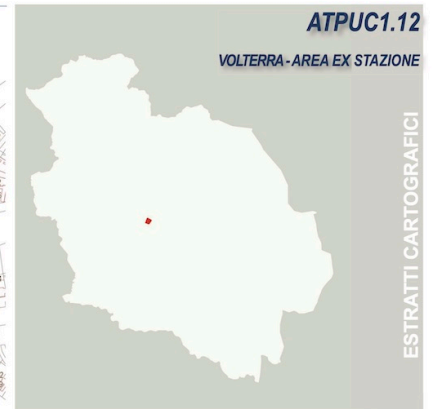 ATPUC1.12
VOLTERRA - AREA EX STAZIONE
ESTRATTI CARTOGRAFICI